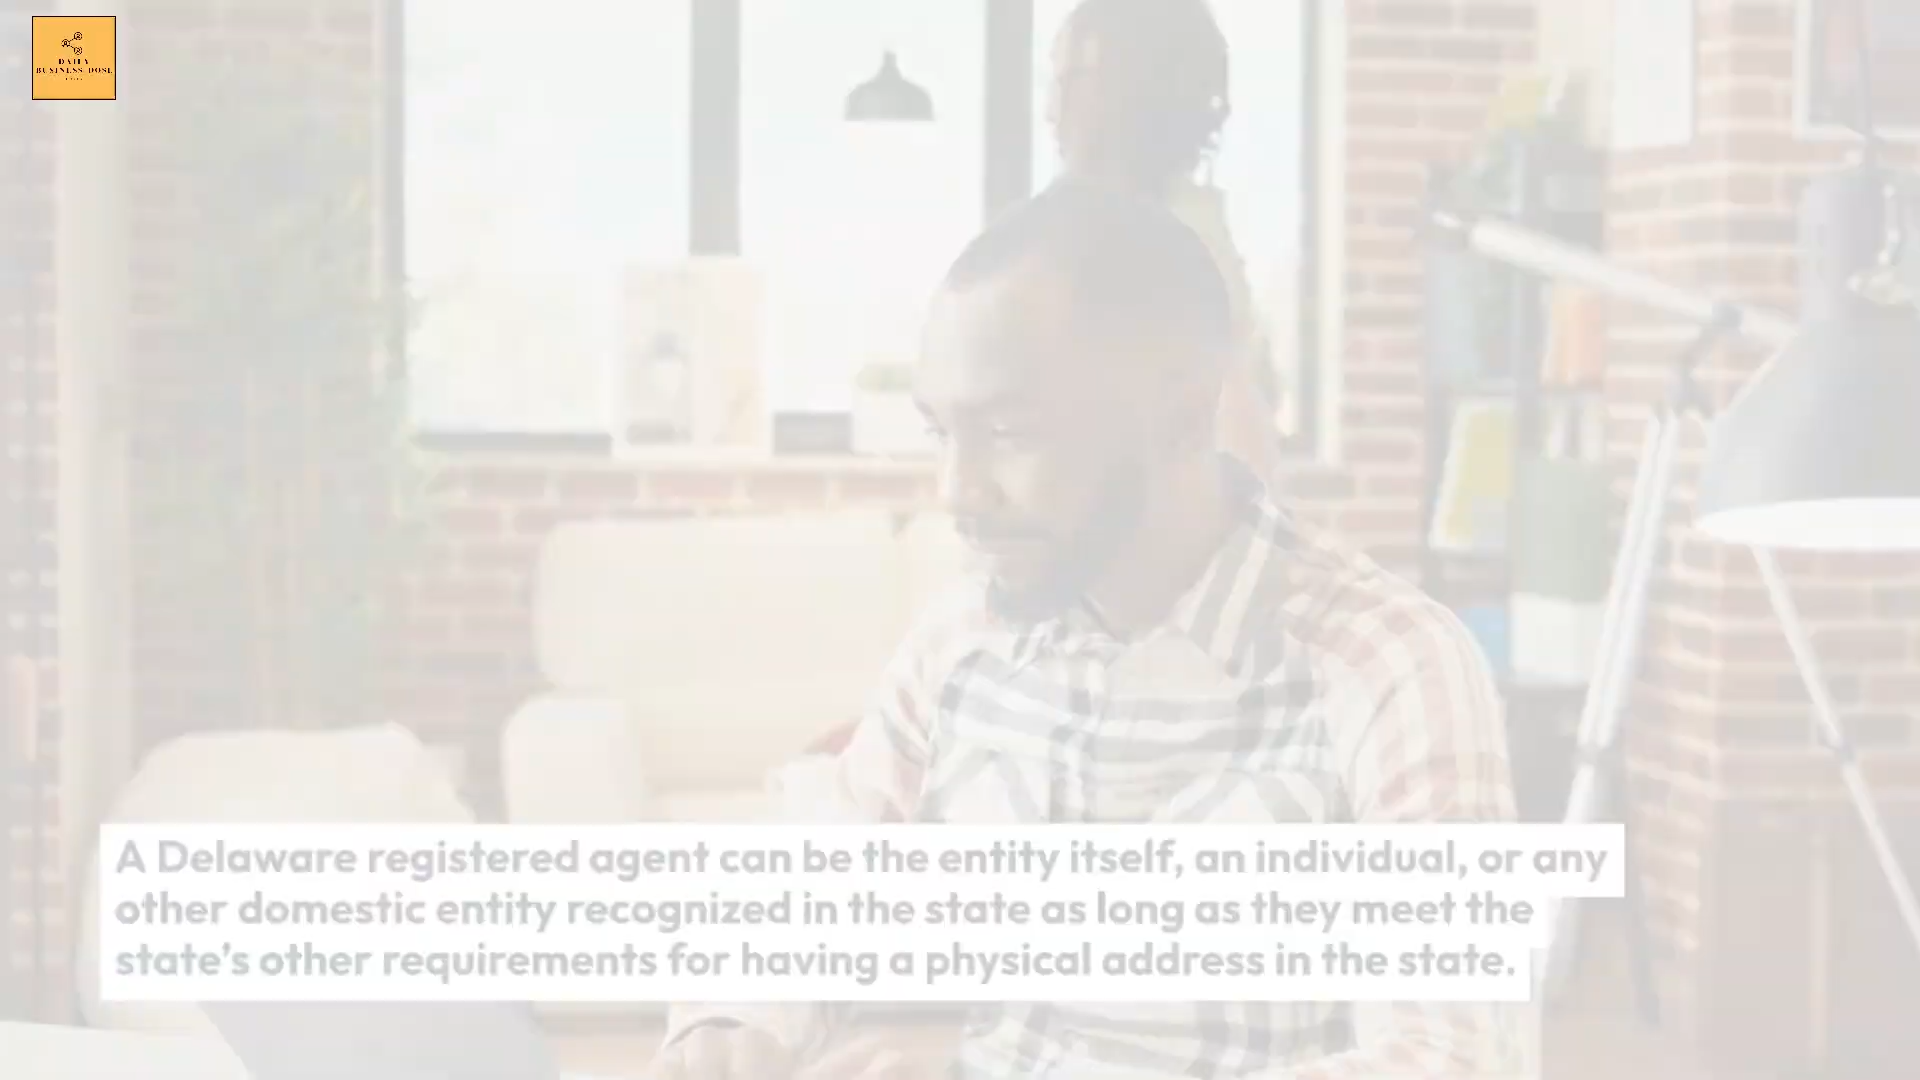 DAILY
BUSINESS DOSE
A Delaware registered agent can be the entity itself, an individual, or any
other domestic entity recognized in the state as long as they meet the
state’s other requirements for having a physical address in the state.